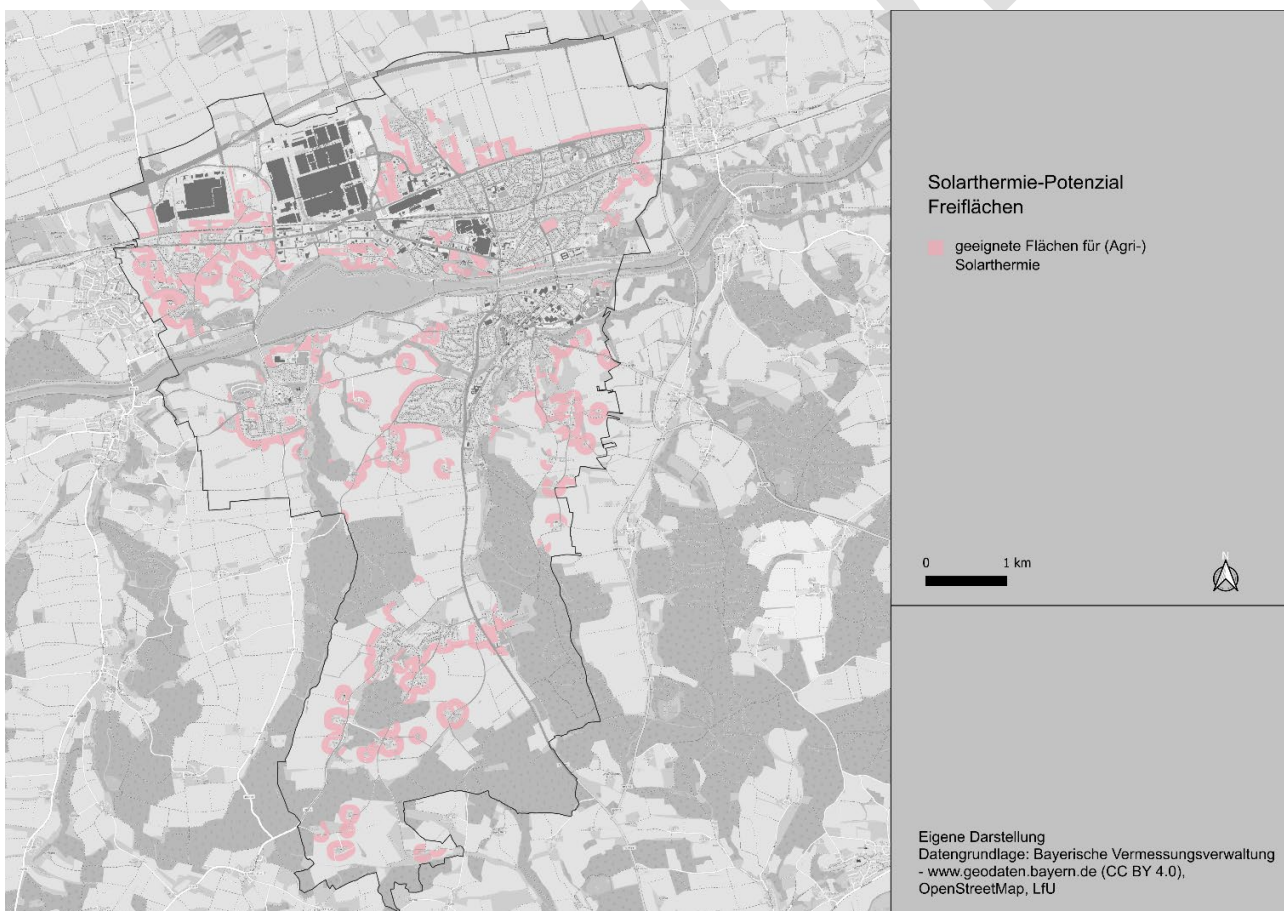 Solarthermie-Potenzial
Freiflächen
geeignete Flächen für (Agri-)
Solarthermie
0 1 km
N
Eigene Darstellung
Datengrundlage: Bayerische Vermessungsverwaltung
- www.geodaten.bayern.de (CC BY 4.0),
OpenStreetMap, LfU